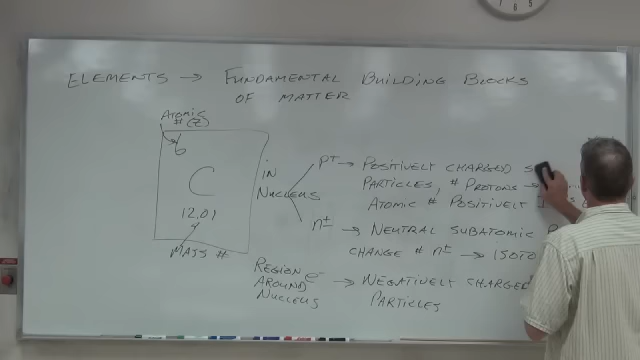 ELEMENTS → FUNDAMENTAL BUILDING BLOCKS
OF MATTER
ATOMIC
# (Z)
6
C
12.01
MASS #
IN
NUCLEUS
P+ → POSITIVELY CHARGED S
PARTICLES, # PROTONS →
ATOMIC # POSITIVELY
n± → NEUTRAL SUBATOMIC
CHANGE # n± → ISOTO
REGION
AROUND
NUCLEUS
e- → NEGATIVELY CHARGED
PARTICLES